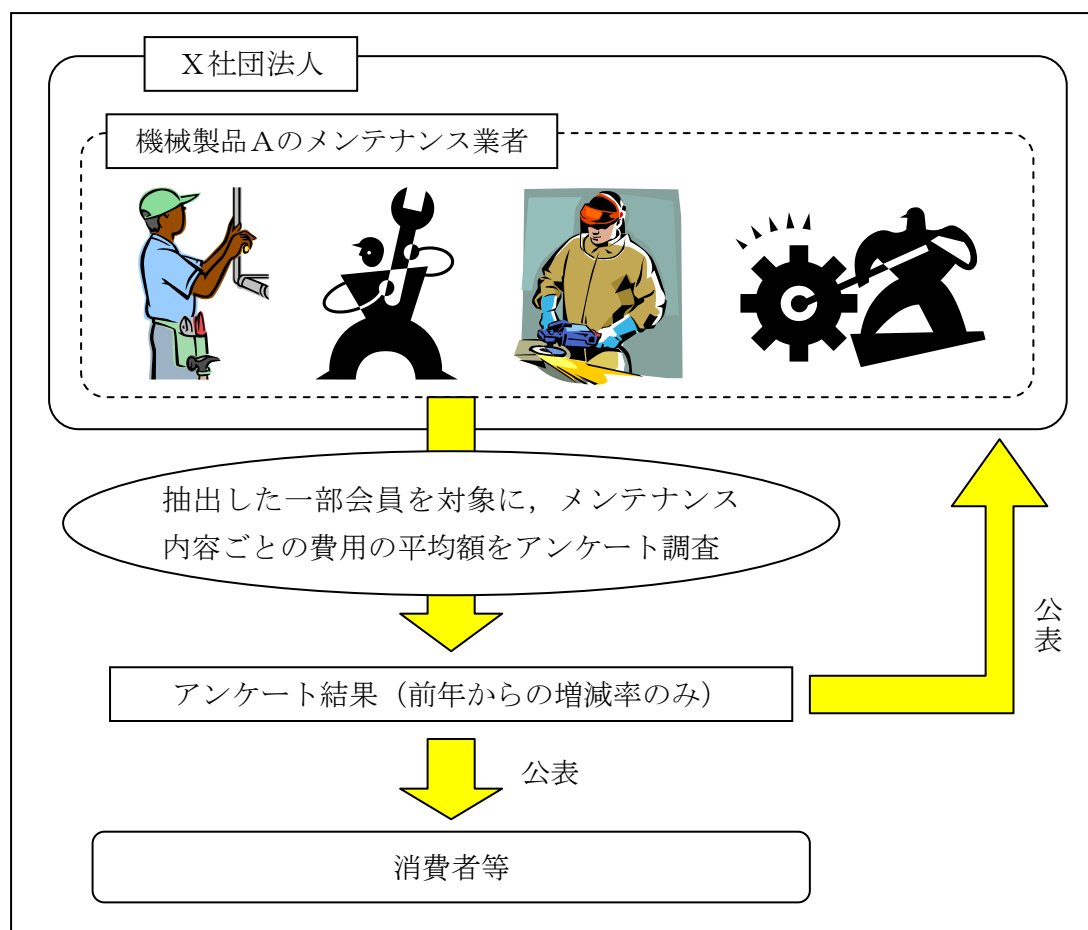 X社団法人
機械製品Aのメンテナンス業者
抽出した一部会員を対象に，メンテナンス
内容ごとの費用の平均額をアンケート調査
公表
アンケート結果（前年からの増減率のみ）
公表
消費者等